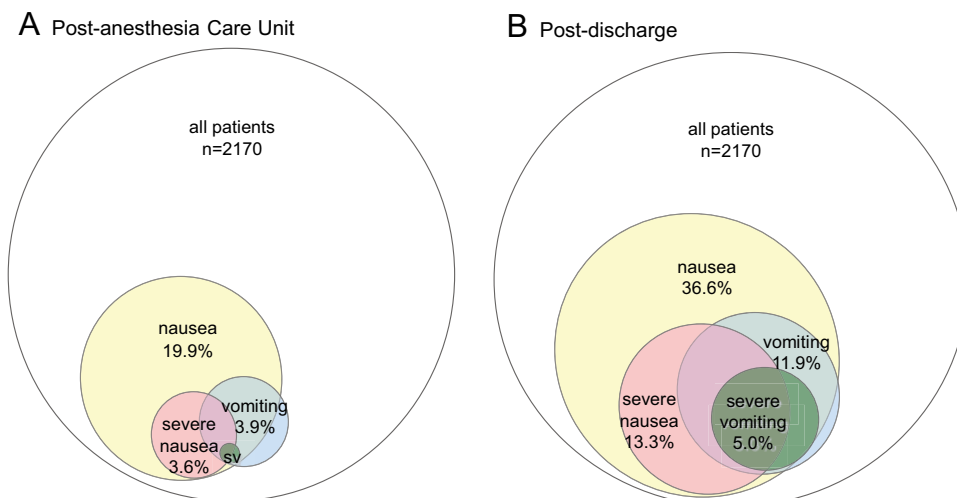 A Post-anesthesia Care Unit
all patients
n=2170
nausea
19.9%
vomiting
3.9%
severe
nausea
3.6%
sv
B Post-discharge
all patients
n=2170
nausea
36.6%
vomiting
11.9%
severe
nausea
13.3%
severe
vomiting
5.0%